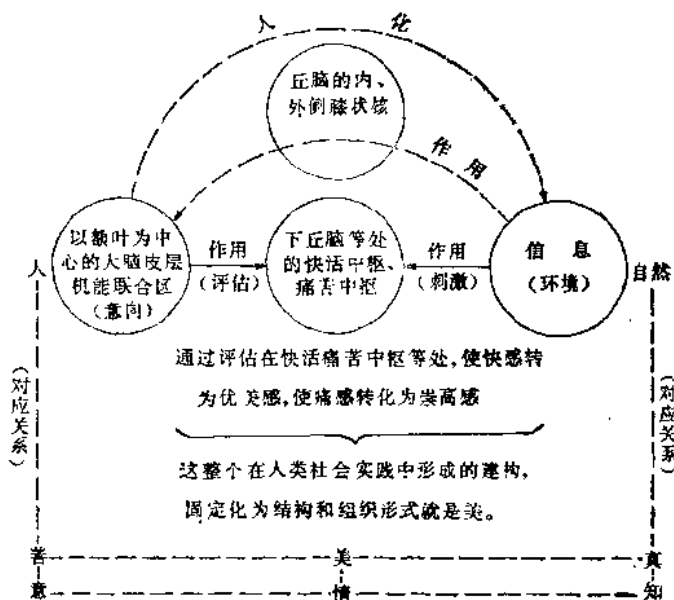 人化
丘脑的内、
外侧膝状核
作用
以额叶为中
心的大脑皮层
机能联合区
(意向)
作用
(评估)
下丘脑等处
的快活中枢、
痛苦中枢
作用
(刺激)
信息
(环境)
人
自然
(对应关系)
(对应关系)
通过评估在快活痛苦中枢等处,使快感转
为优美感,使痛感转化为崇高感
这整个在人类社会实践中形成的建构,
固定化为结构和组织形式就是美。
善 美 真
意 情 知